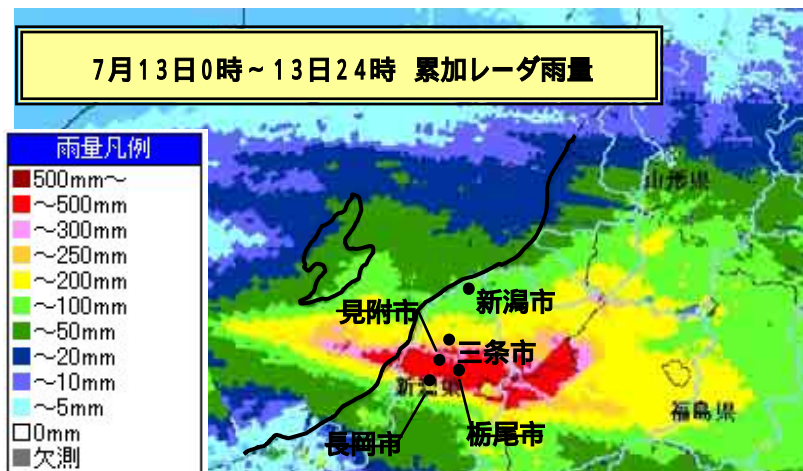 7月13日0時～13日24時 累加レーダ雨量
雨量凡例
500mm～
～500mm
～300mm
～250mm
～200mm
～100mm
～50mm
～20mm
～10mm
～5mm
0mm
欠測
山形県
新潟市
見附市
三条市
新潟県
福島県
長岡市
栃尾市